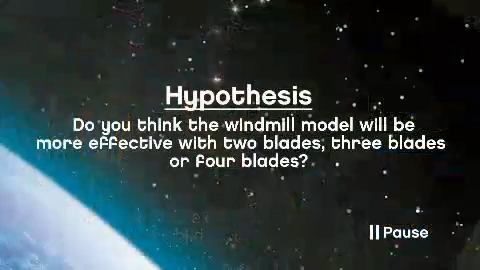 Hypothesis
Do you think the windmill model will be
more effective with two blades, three blades
or four blades?
Pause